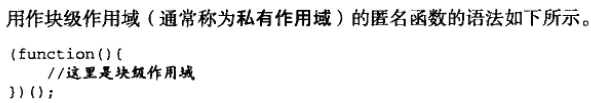 用作块级作用域（通常称为私有作用域）的匿名函数的语法如下所示。
(function(){
    //这里是块级作用域
})();